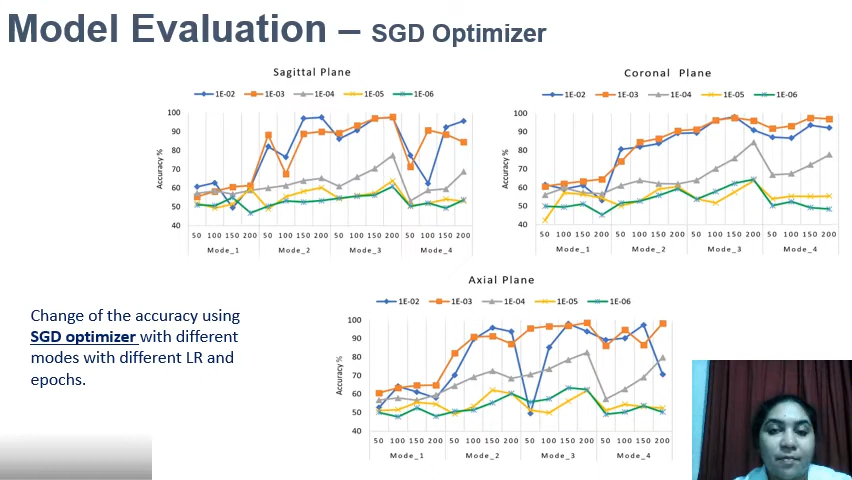 Model Evaluation – SGD Optimizer
Sagittal Plane
1E-02 1E-03 1E-04 1E-05 1E-06
Accuracy %
100
90
80
70
60
50
40
50 100 150 200 50 100 150 200 50 100 150 200 50 100 150 200
Mode_1 Mode_2 Mode_3 Mode_4
Coronal Plane
1E-02 1E-03 1E-04 1E-05 1E-06
Accuracy %
100
90
80
70
60
50
40
50 100 150 200 50 100 150 200 50 100 150 200 50 100 150 200
Mode_1 Mode_2 Mode_3 Mode_4
Change of the accuracy using
SGD optimizer with different
modes with different LR and
epochs.
Axial Plane
1E-02 1E-03 1E-04 1E-05 1E-06
Accuracy %
100
90
80
70
60
50
40
50 100 150 200 50 100 150 200 50 100 150 200 50 100 150 200
Mode_1 Mode_2 Mode_3 Mode_4